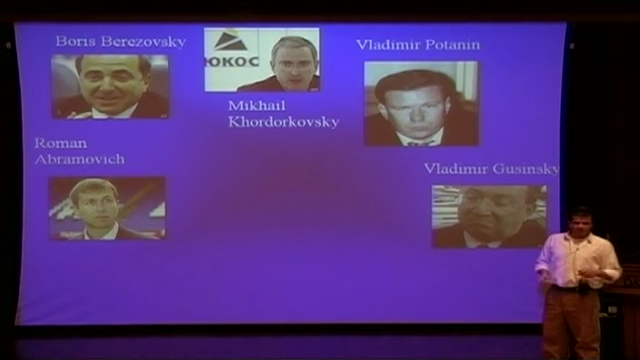 Boris Berezovsky
ЮКОС
Mikhail
Khordorkovsky
Vladimir Potanin
Roman
Abramovich
Vladimir Gusinsky